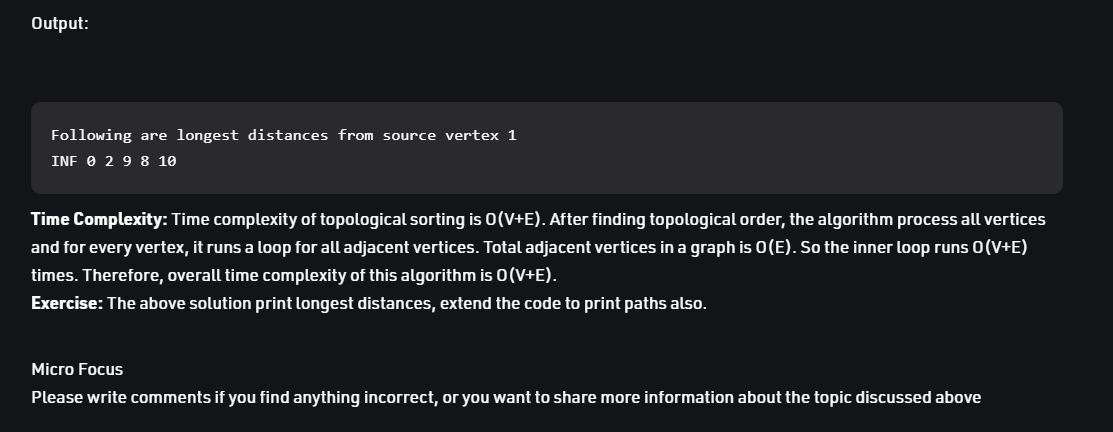 Output:
Following are longest distances from source vertex 1
INF 0 2 9 8 10
Time Complexity: Time complexity of topological sorting is O(V+E). After finding topological order, the algorithm process all vertices
and for every vertex, it runs a loop for all adjacent vertices. Total adjacent vertices in a graph is O(E). So the inner loop runs O(V+E)
times. Therefore, overall time complexity of this algorithm is O(V+E).
Exercise: The above solution print longest distances, extend the code to print paths also.
Micro Focus
Please write comments if you find anything incorrect, or you want to share more information about the topic discussed above